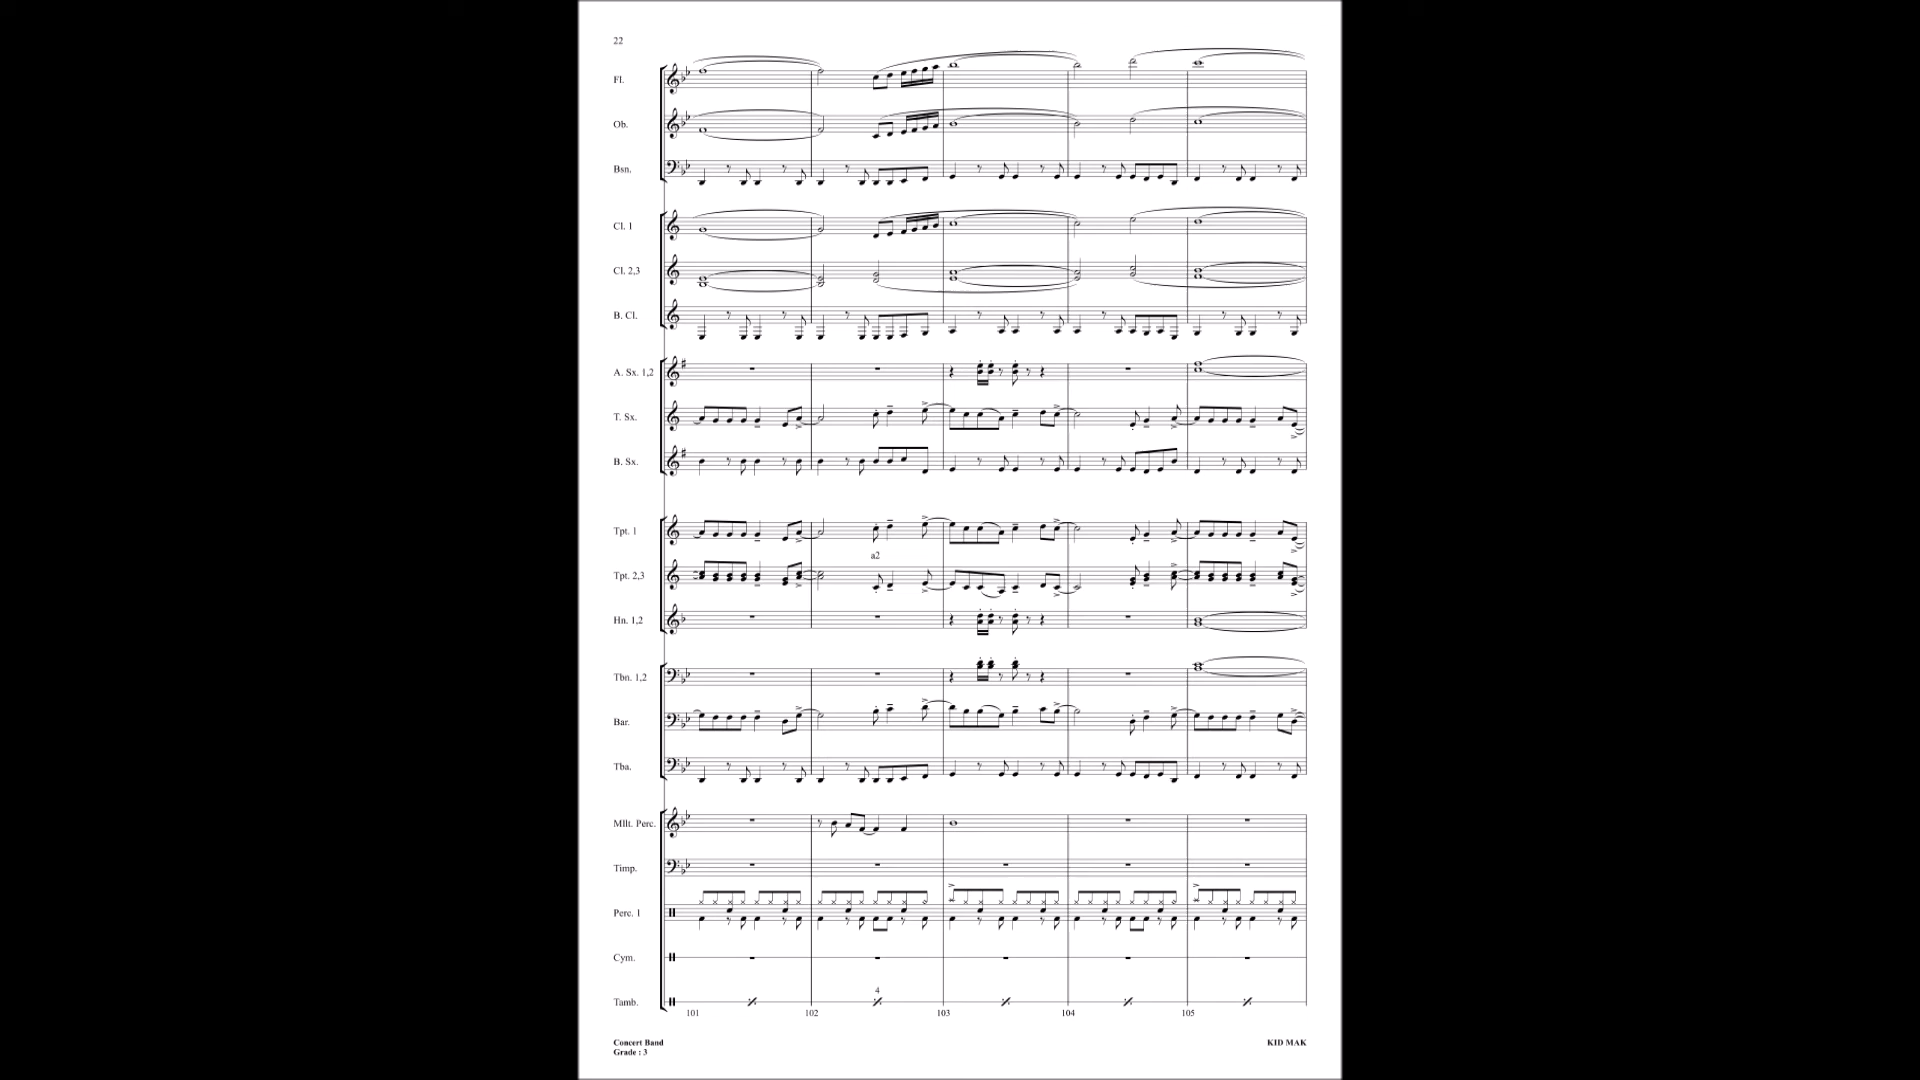 22
Fl.
Ob.
Bsn.
Cl. 1
Cl. 2,3
B. Cl.
A. Sx. 1,2
T. Sx.
B. Sx.
Tpt. 1
a2
Tpt. 2,3
Hn. 1,2
Tbn. 1,2
Bar.
Tba.
Mllt. Perc.
Timp.
Perc. 1
Cym.
4
Tamb.
101 102 103 104 105
Concert Band
Grade : 3
KID MAK